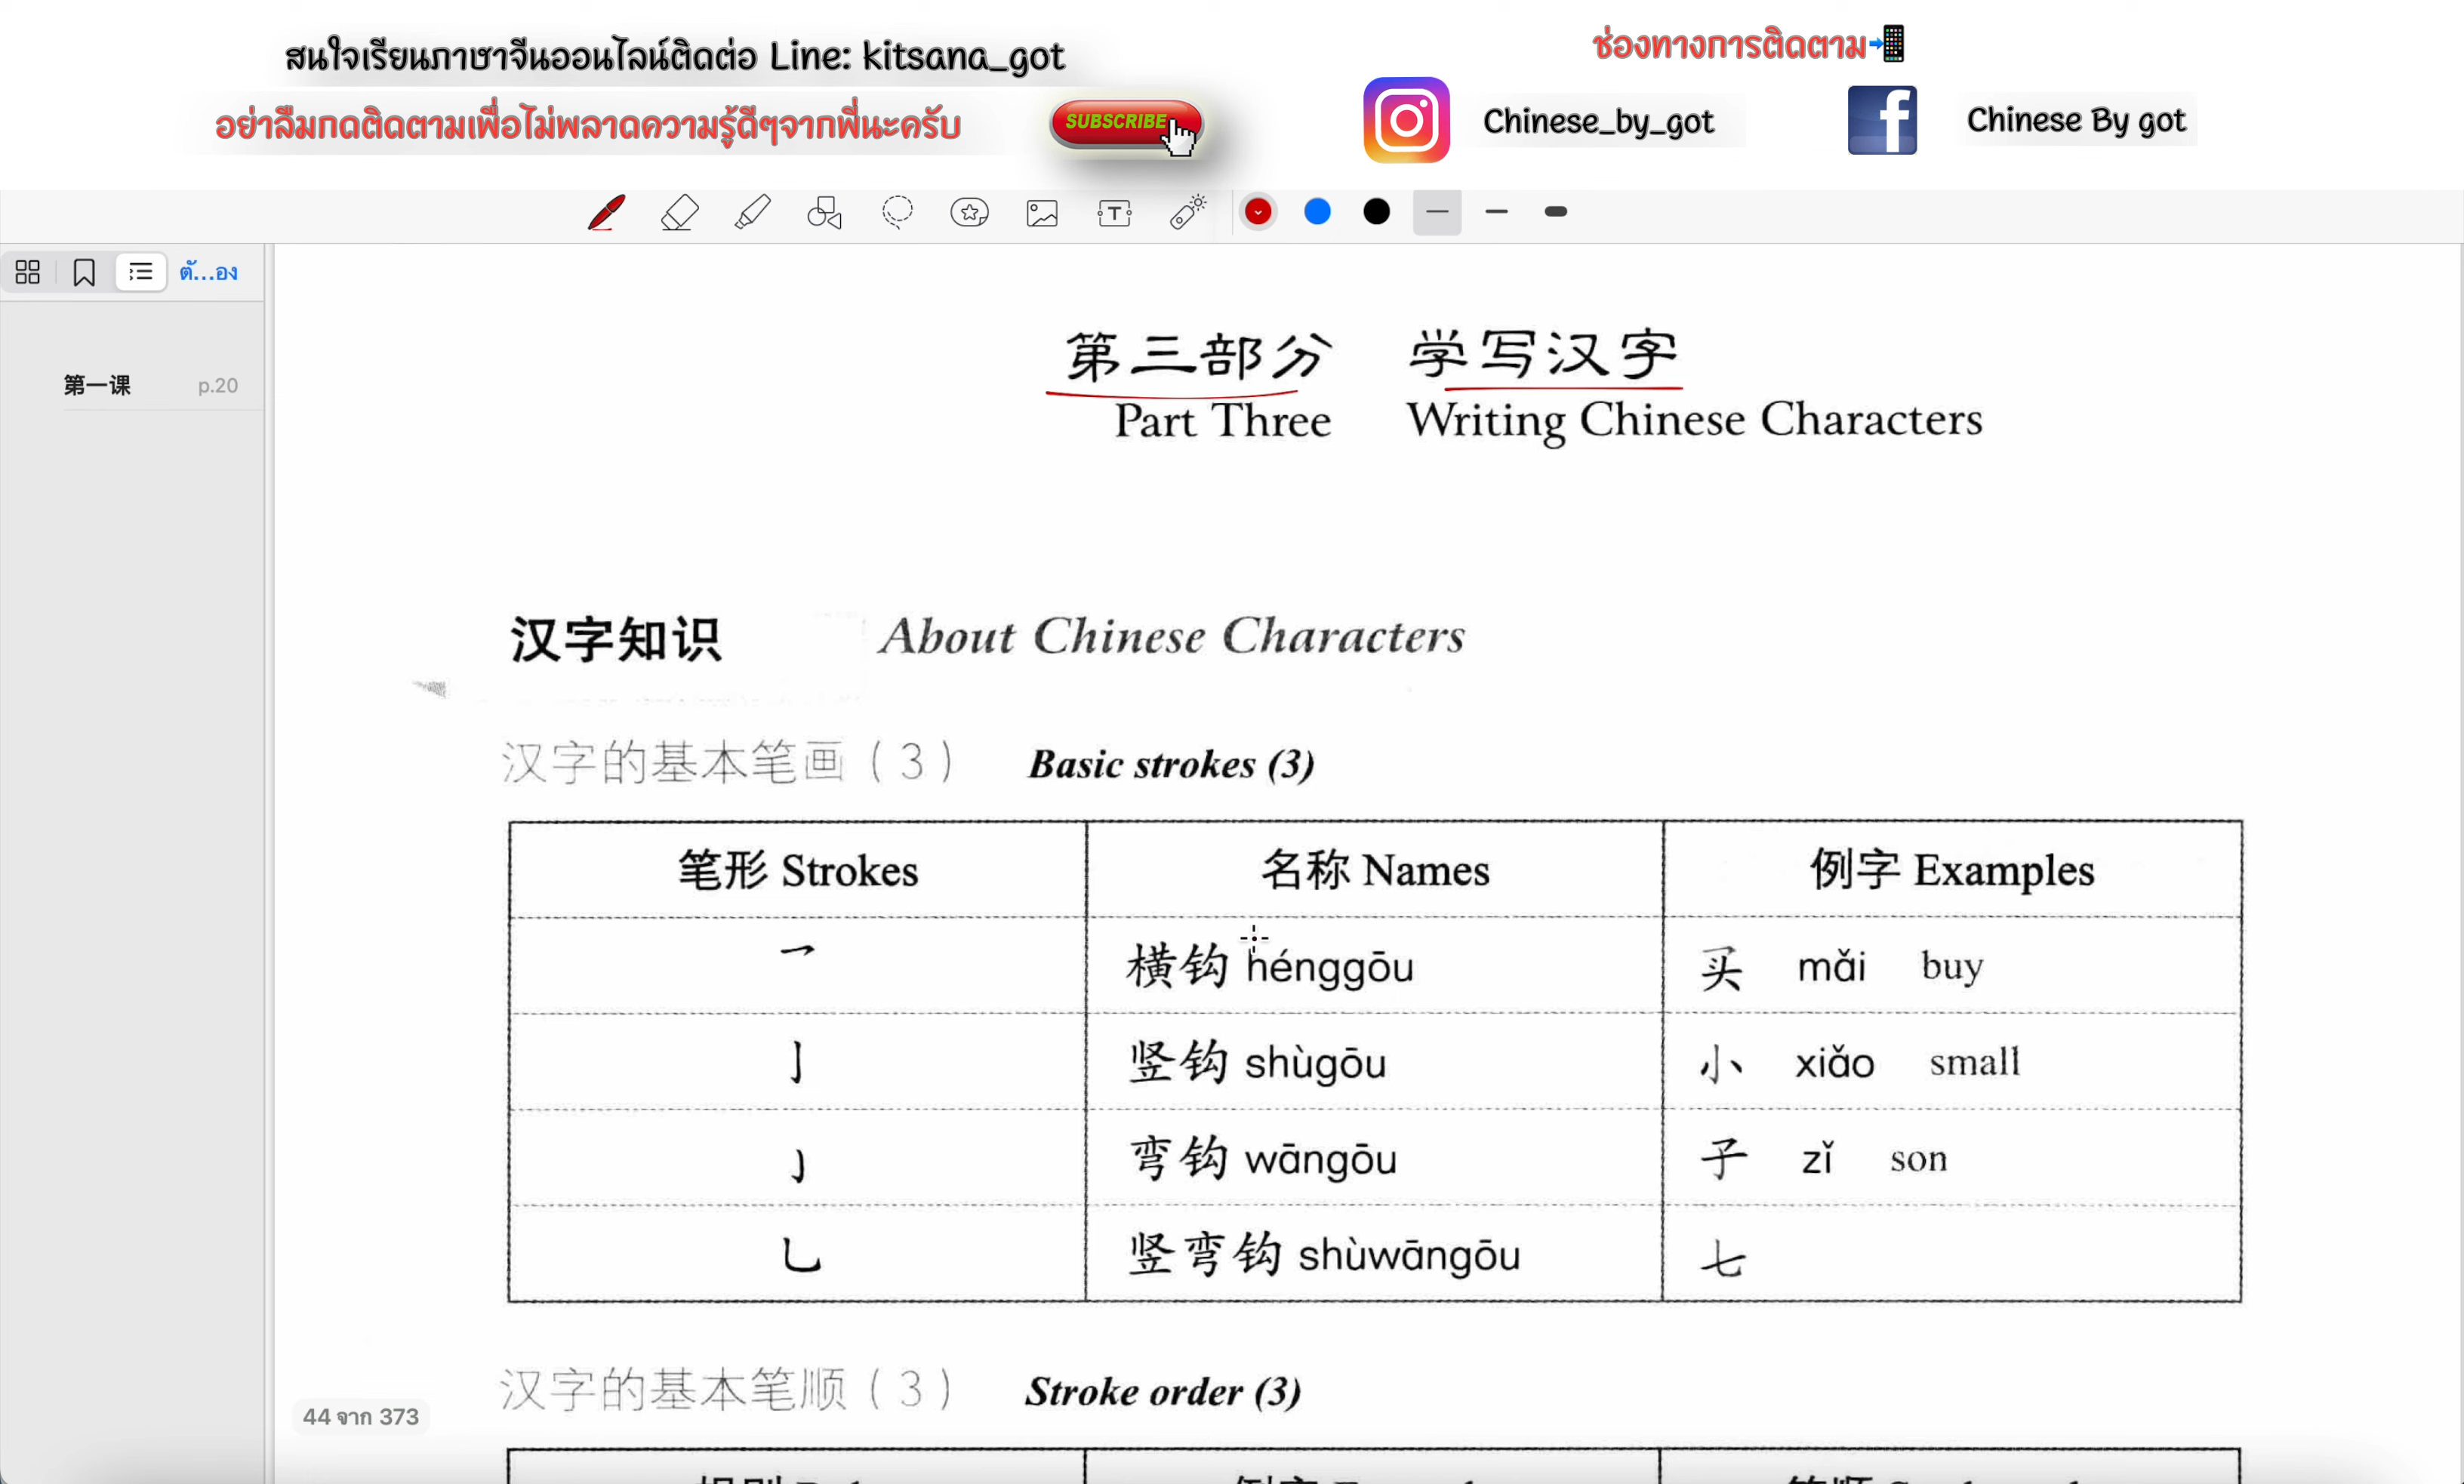 สนใจเรียนภาษาจีนออนไลน์ติดต่อ Line: kitsana_got
อย่าลืมกดติดตามเพื่อไม่พลาดความรู้ดีๆจากพี่นะครับ
SUBSCRIBE
ช่องทางการติดตาม
Chinese_by_got
Chinese By got
ตั...อง
第一课 p.20
第三部分 学写汉字
Part Three Writing Chinese Characters
汉字知识 About Chinese Characters
汉字的基本笔画（3） Basic strokes (3)
笔形 Strokes 名称 Names 例字 Examples
㇖ 横钩 hénggōu 买 mǎi buy
亅 竖钩 shùgōu 小 xiǎo small
㇁ 弯钩 wāngōu 子 zǐ son
乚 竖弯钩 shùwāngōu 七
汉字的基本笔顺（3） Stroke order (3)
44 จาก 373